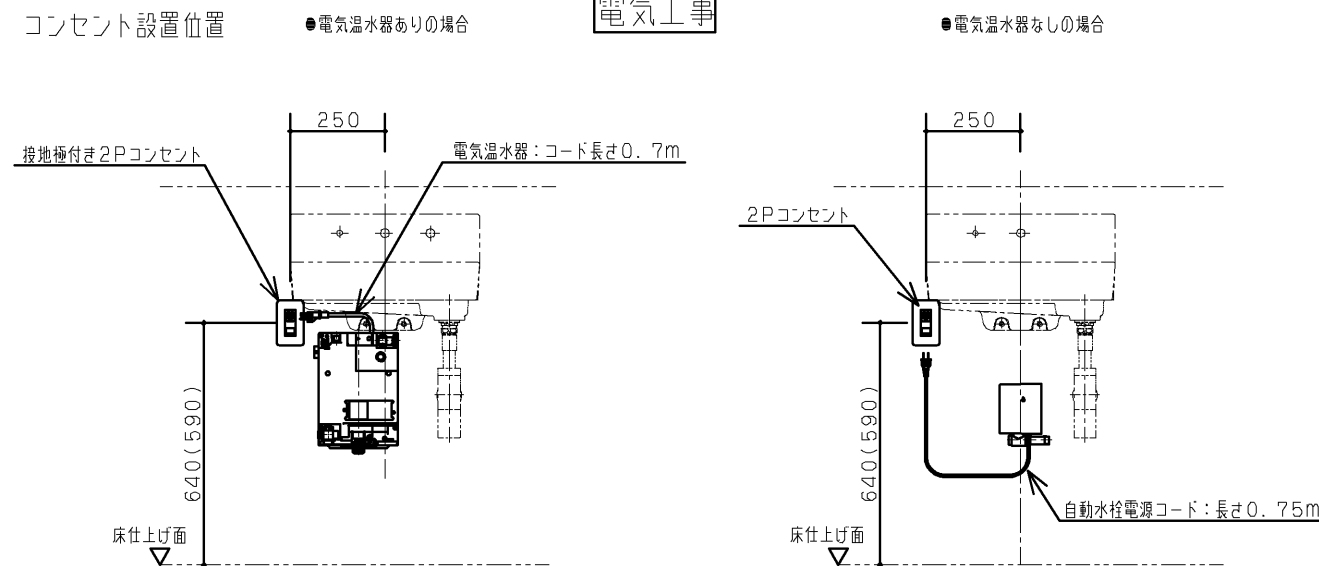 電気工事
コンセント設置位置
●電気温水器ありの場合
●電気温水器なしの場合
250
接地極付き2Pコンセント
電気温水器:コード長さ0.7m
640(590)
床仕上げ面
250
2Pコンセント
640(590)
自動水栓電源コード:長さ0.75m
床仕上げ面